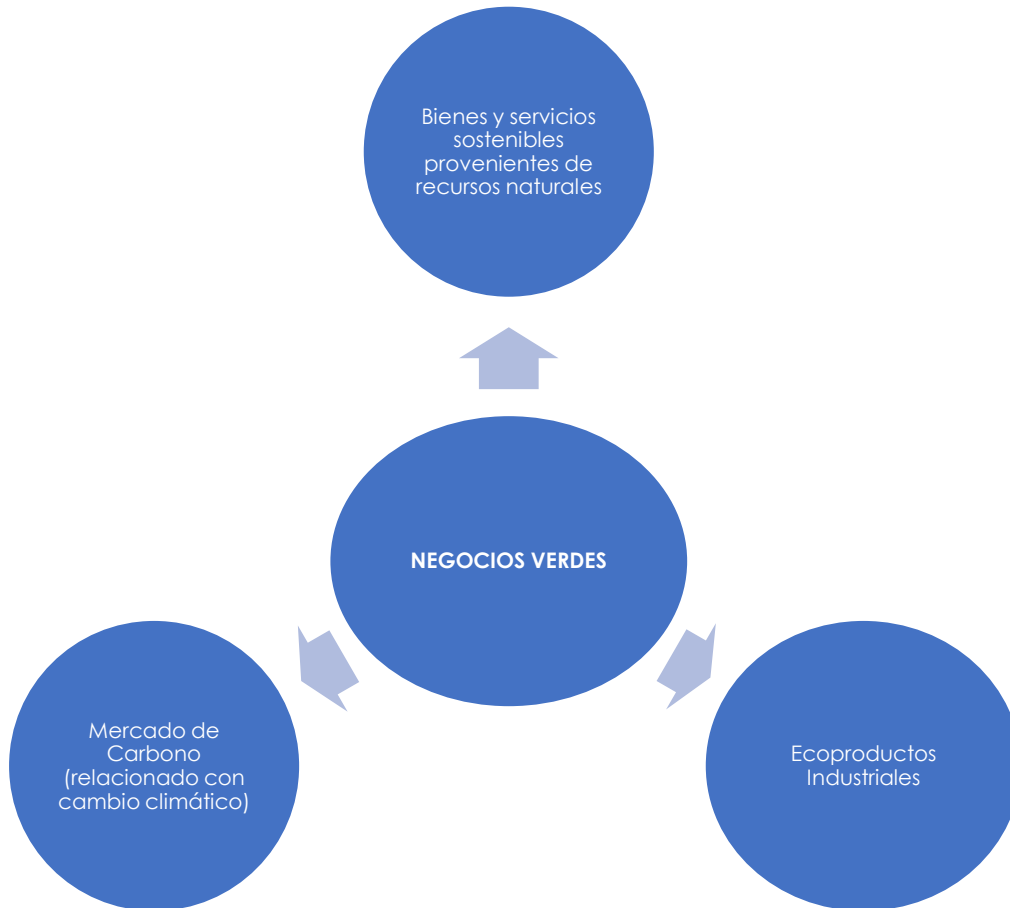 Bienes y servicios
sostenibles
provenientes de
recursos naturales
NEGOCIOS VERDES
Mercado de
Carbono
(relacionado con
cambio climático)
Ecoproductos
Industriales